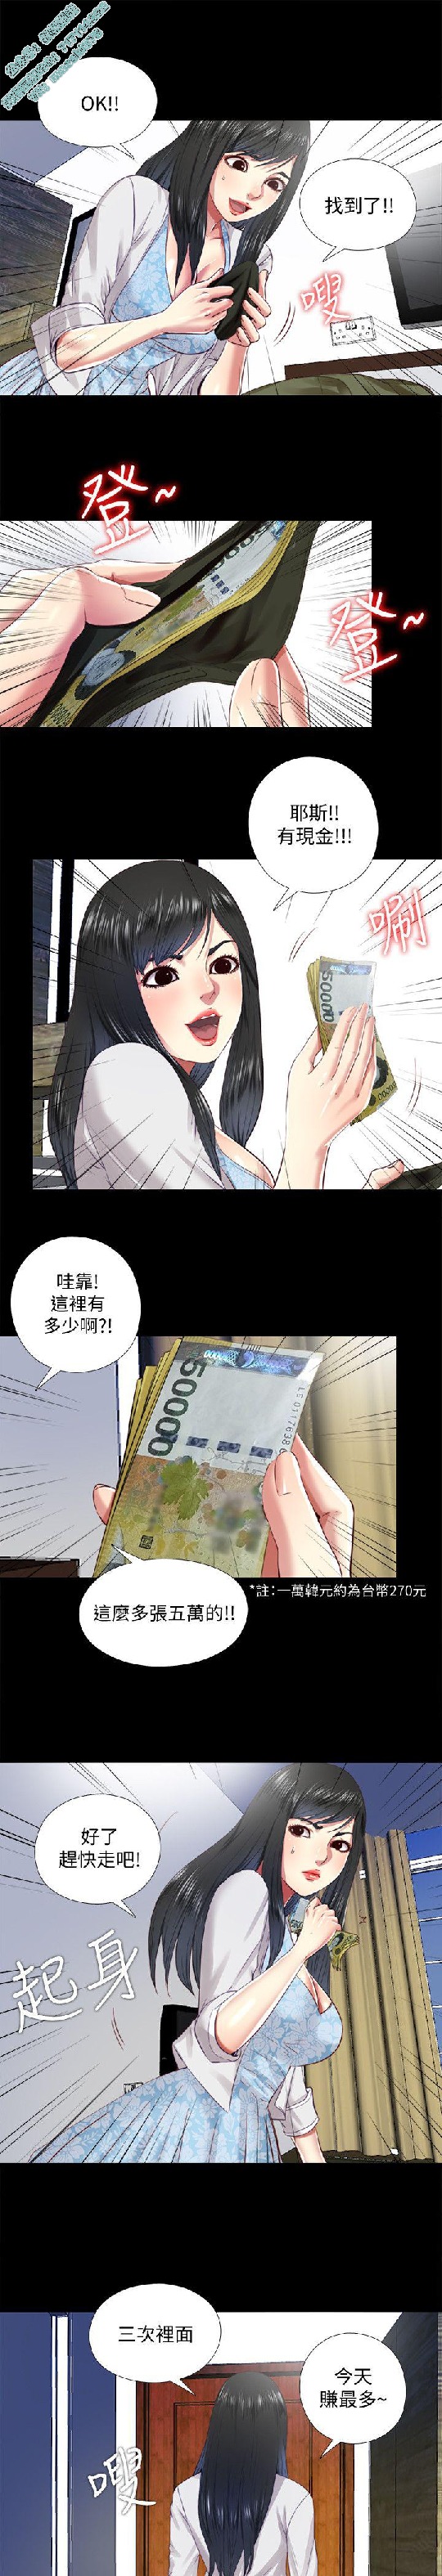 OK!!
找到了!!
嗖
登~
50000
登~
耶斯!!
有現金!!!
唰
50000
哇靠!
這裡有
多少啊?!
50000
*註:一萬韓元約為台幣270元
這麼多張五萬的!!
好了
趕快走吧!
起身
三次裡面
今天
賺最多~
嗖